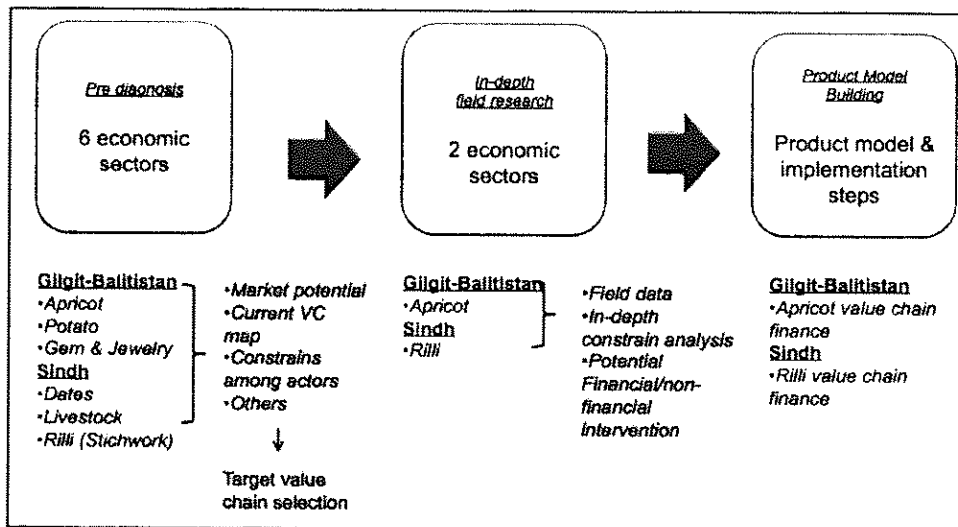 Pre diagnosis
6 economic
sectors
In-depth
field research
2 economic
sectors
Product Model
Building
Product model &
implementation
steps
Gilgit-Balitistan
•Apricot
•Potato
•Gem & Jewelry
Sindh
•Dates
•Livestock
•Rilli (Stichwork)
•Market potential
•Current VC
map
•Constrains
among actors
•Others
Target value
chain selection
Gilgit-Balitistan
•Apricot
Sindh
•Rilli
•Field data
•In-depth
constrain analysis
•Potential
Financial/non-
financial
Intervention
Gilgit-Balitistan
•Apricot value chain
finance
Sindh
•Rilli value chain
finance